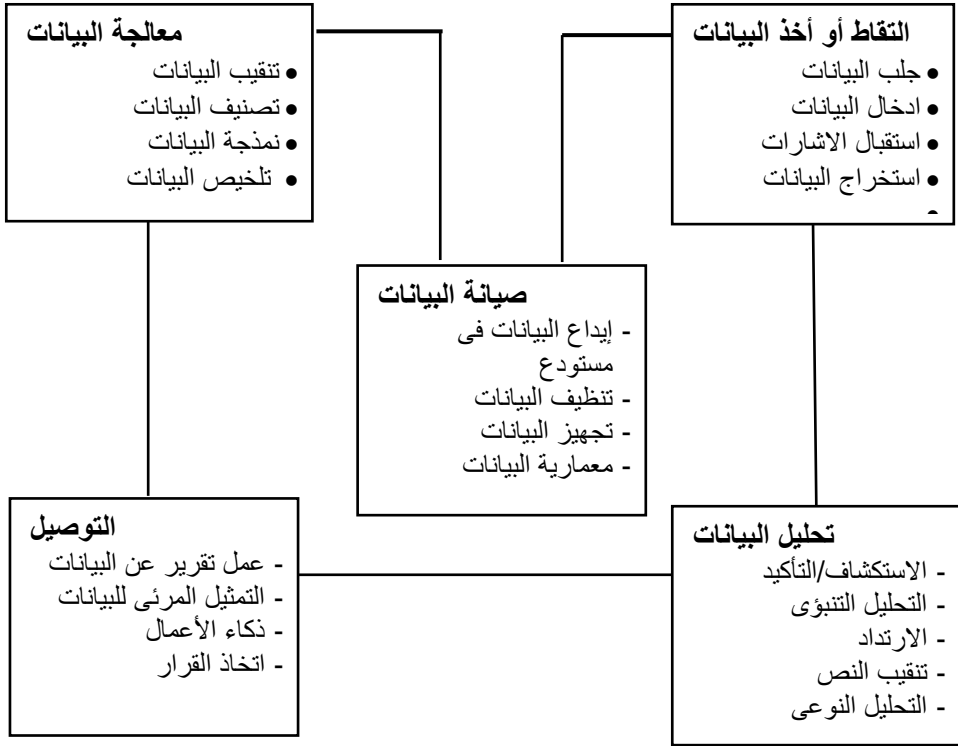 التقاط أو أخذ البيانات
• جلب البيانات
• ادخال البيانات
• استقبال الاشارات
• استخراج البيانات
•
معالجة البيانات
• تنقيب البيانات
• تصنيف البيانات
• نمذجة البيانات
• تلخيص البيانات
صيانة البيانات
- إيداع البيانات فى
مستودع
- تنظيف البيانات
- تجهيز البيانات
- معمارية البيانات
تحليل البيانات
- الاستكشاف/التأكيد
- التحليل التنبؤى
- الارتداد
- تنقيب النص
- التحليل النوعى
التوصيل
- عمل تقرير عن البيانات
- التمثيل المرئى للبيانات
- ذكاء الأعمال
- اتخاذ القرار